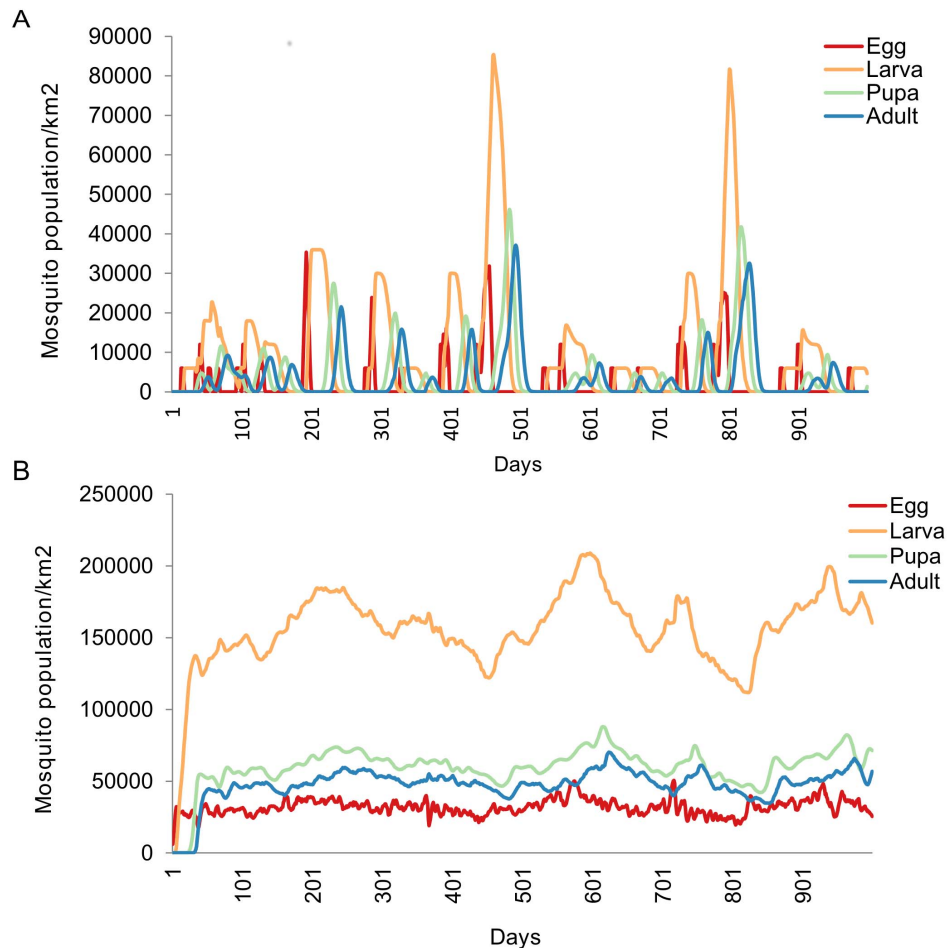 A
Mosquito population/km2
90000
80000
70000
60000
50000
40000
30000
20000
10000
0
1
101
201
301
401
501
601
701
801
901
Days
Egg
Larva
Pupa
Adult
B
Mosquito population/km2
250000
200000
150000
100000
50000
0
1
101
201
301
401
501
601
701
801
901
Days
Egg
Larva
Pupa
Adult